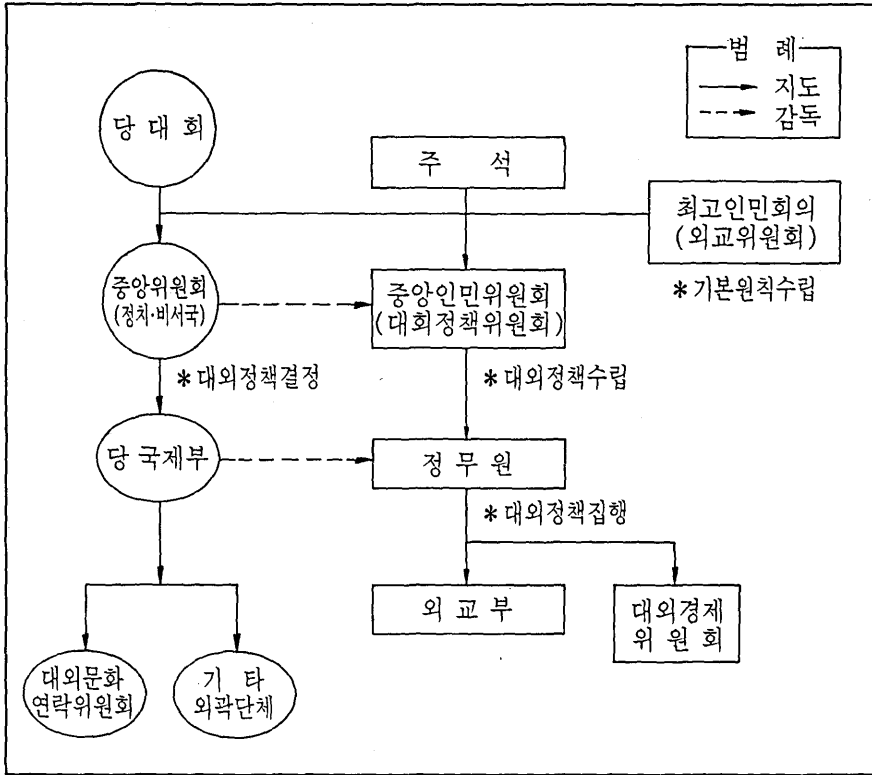 범 례
지도
감독
당 대 회
주 석
최고인민회의
(외교위원회)
*기본원칙수립
중앙위원회
(정치·비서국)
중앙인민위원회
(대회정책위원회)
*대외정책결정
*대외정책수립
당 국제부
정 무 원
*대외정책집행
외 교 부
대외경제
위 원 회
대외문화
연락위원회
기 타
외곽단체